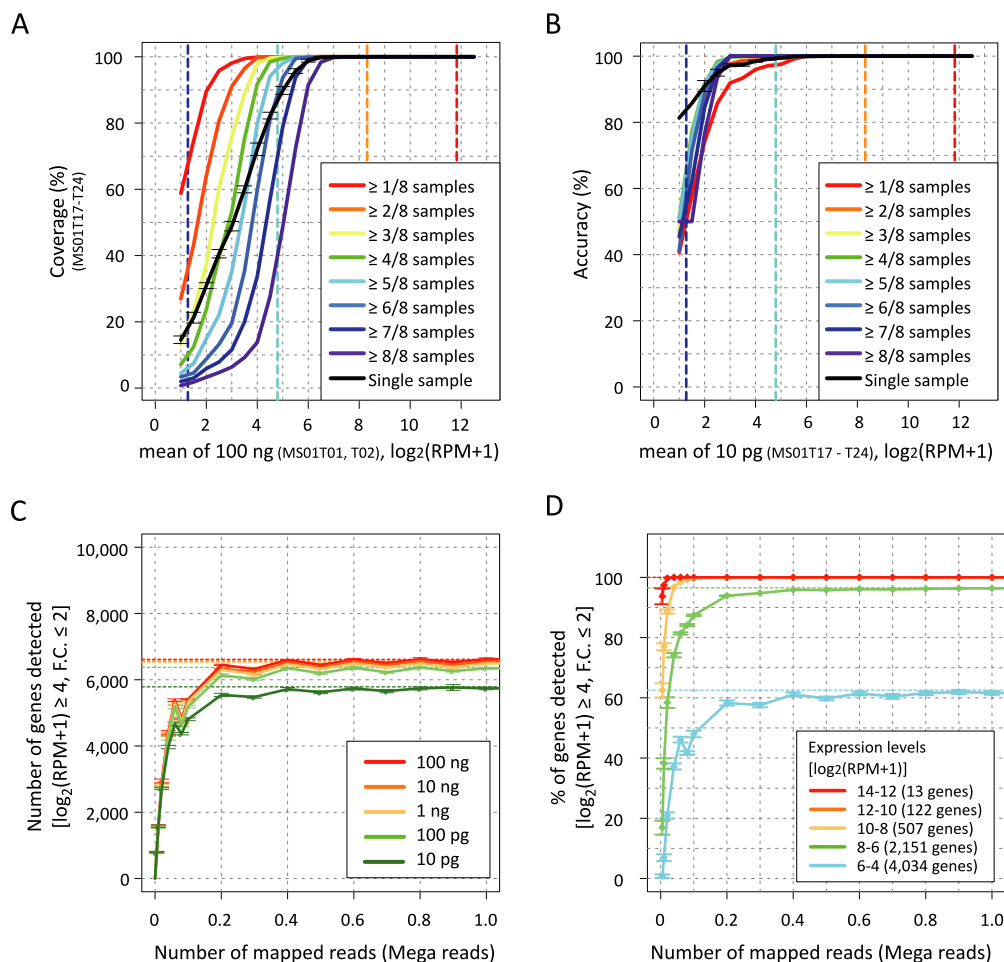 A
Coverage (%)
(MS01T17-T24)
100
80
60
40
20
0
≥ 1/8 samples
≥ 2/8 samples
≥ 3/8 samples
≥ 4/8 samples
≥ 5/8 samples
≥ 6/8 samples
≥ 7/8 samples
≥ 8/8 samples
Single sample
0 2 4 6 8 10 12
mean of 100 ng (MS01T01, T02), log2(RPM+1)
B
Accuracy (%)
100
80
60
40
20
0
≥ 1/8 samples
≥ 2/8 samples
≥ 3/8 samples
≥ 4/8 samples
≥ 5/8 samples
≥ 6/8 samples
≥ 7/8 samples
≥ 8/8 samples
Single sample
0 2 4 6 8 10 12
mean of 10 pg (MS01T17 - T24), log2(RPM+1)
C
Number of genes detected
[log2(RPM+1) ≥ 4, F.C. ≤ 2]
10,000
8,000
6,000
4,000
2,000
0
100 ng
10 ng
1 ng
100 pg
10 pg
0 0.2 0.4 0.6 0.8 1.0
Number of mapped reads (Mega reads)
D
% of genes detected
[log2(RPM+1) ≥ 4, F.C. ≤ 2]
100
80
60
40
20
0
Expression levels
[log2(RPM+1)]
14-12 (13 genes)
12-10 (122 genes)
10-8 (507 genes)
8-6 (2,151 genes)
6-4 (4,034 genes)
0 0.2 0.4 0.6 0.8 1.0
Number of mapped reads (Mega reads)